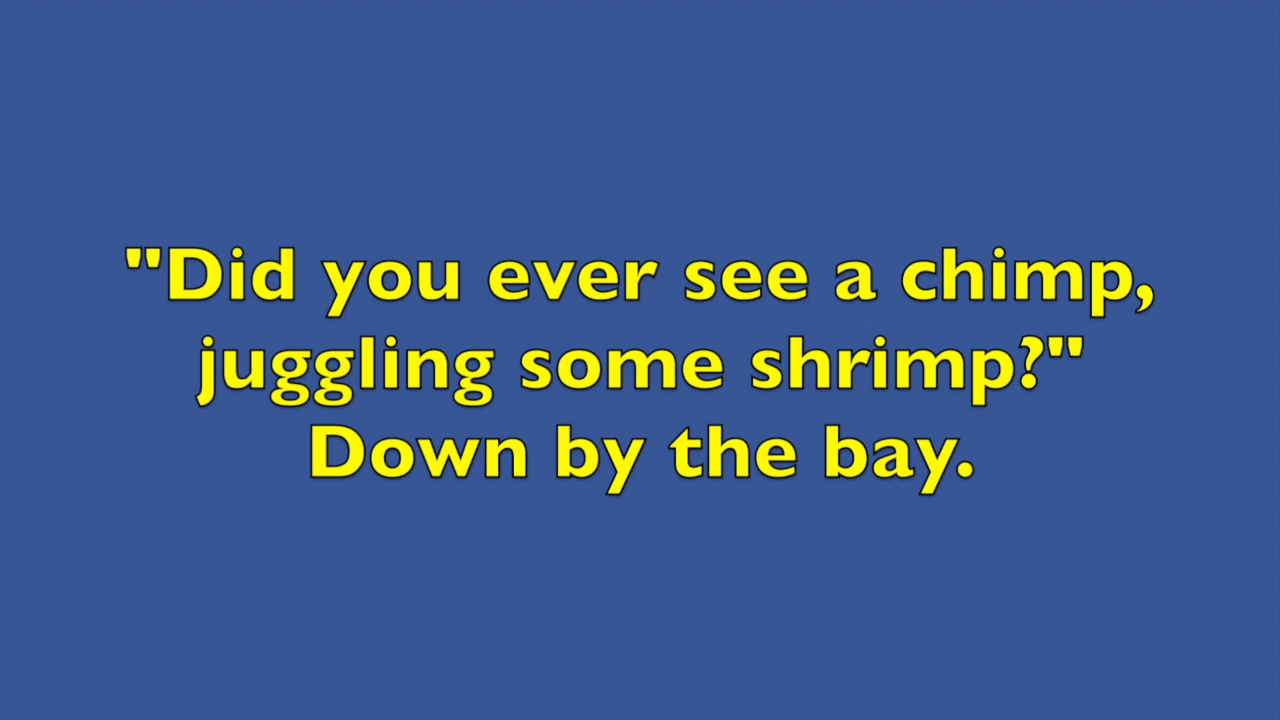 "Did you ever see a chimp,
juggling some shrimp?"
Down by the bay.